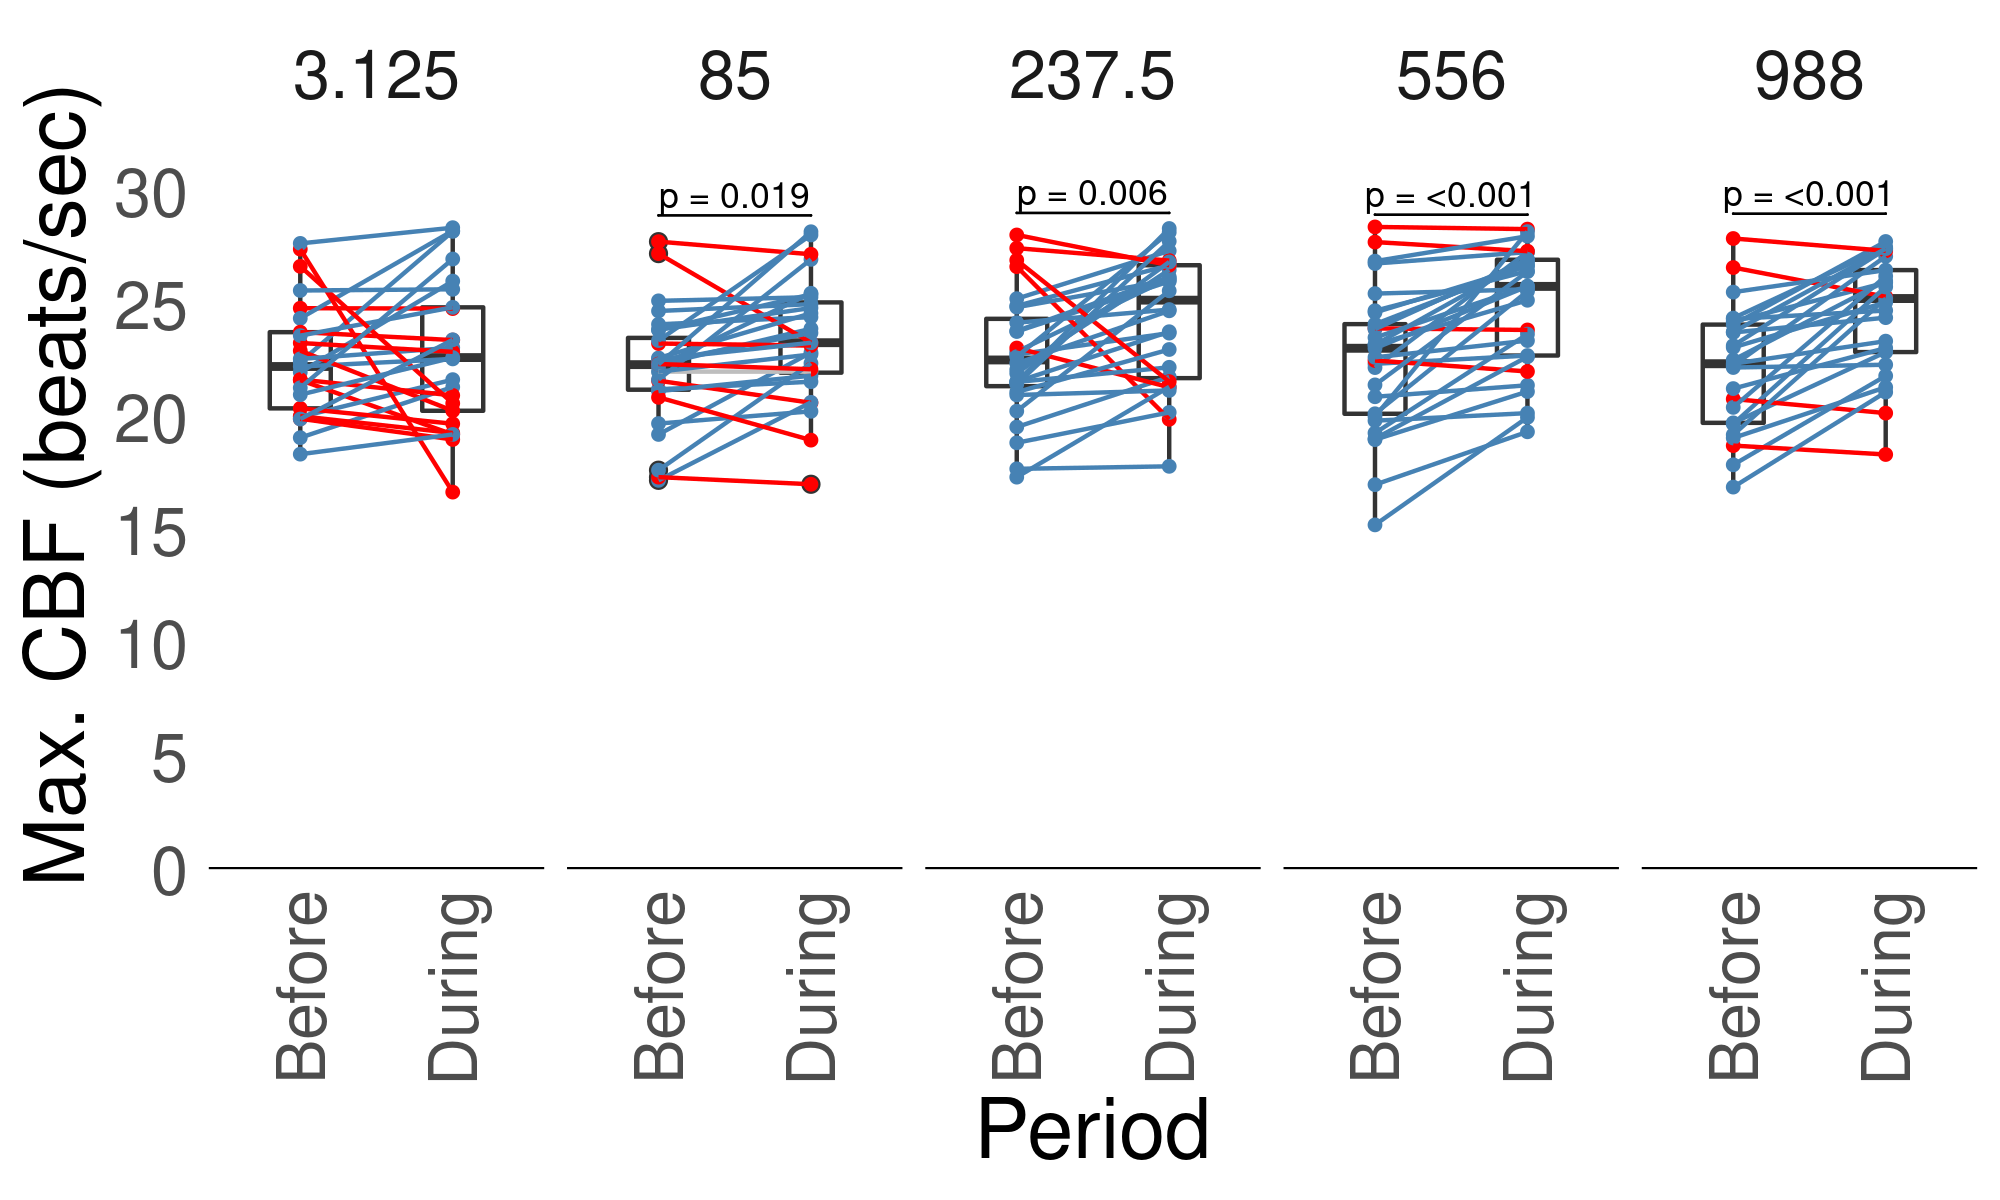 3.125 85 237.5 556 988
Max. CBF (beats/sec)
30
25
20
15
10
5
0
p = 0.019
p = 0.006
p = <0.001
p = <0.001
Before During Before During Before During Before During Before During
Period